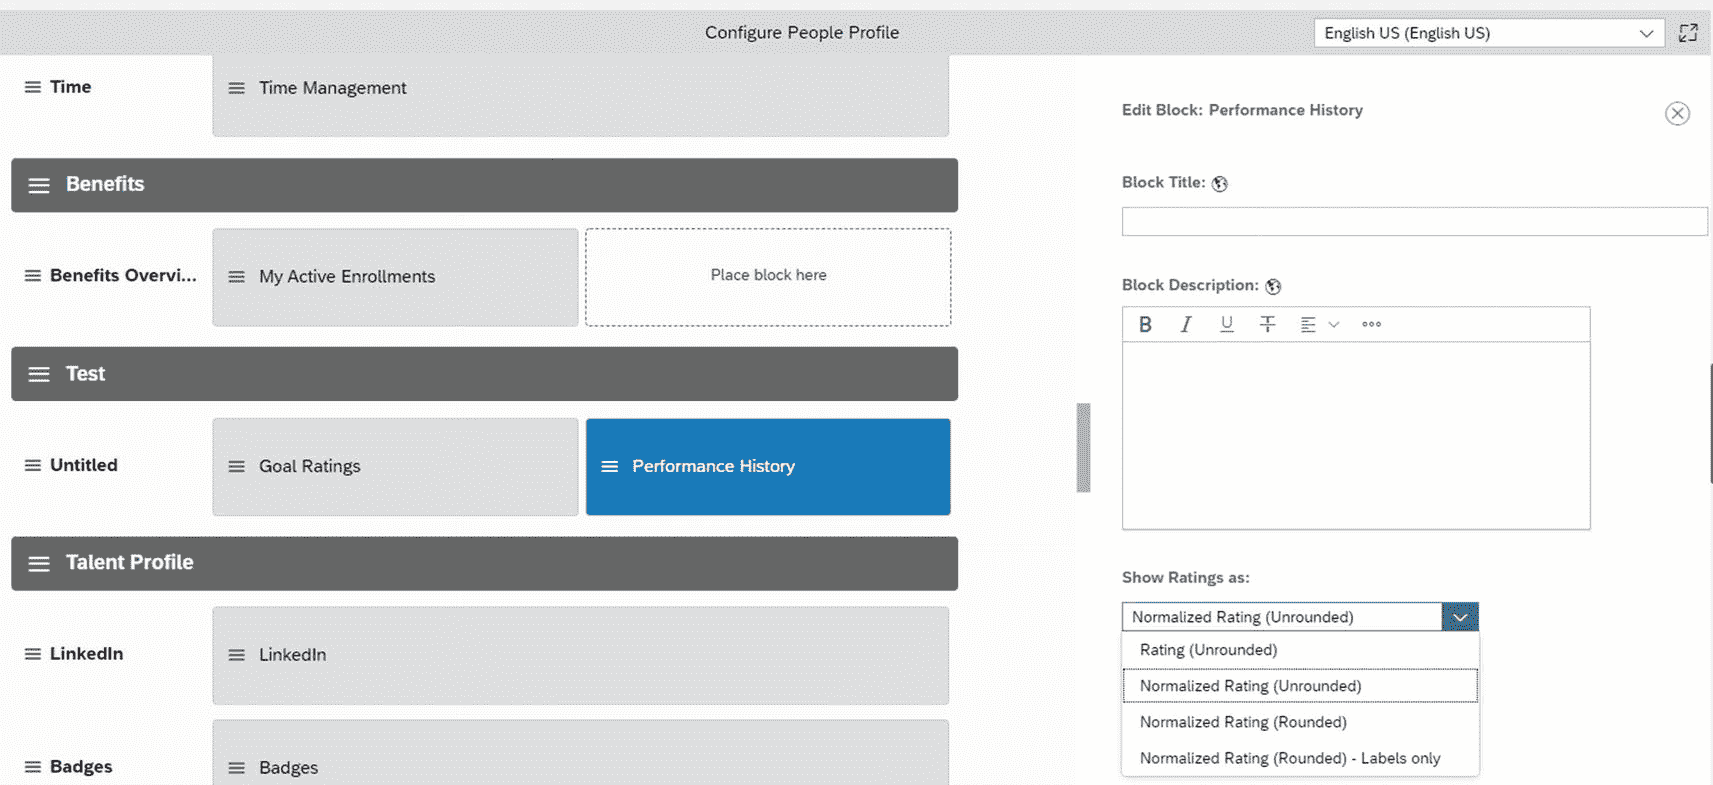 Configure People Profile
English US (English US)
Time
Time Management
Benefits
Benefits Overvi...
My Active Enrollments
Place block here
Test
Untitled
Goal Ratings
Performance History
Talent Profile
LinkedIn
LinkedIn
Badges
Badges
Edit Block: Performance History
Block Title:
Block Description:
B I U T
Show Ratings as:
Normalized Rating (Unrounded)
Rating (Unrounded)
Normalized Rating (Unrounded)
Normalized Rating (Rounded)
Normalized Rating (Rounded) - Labels only